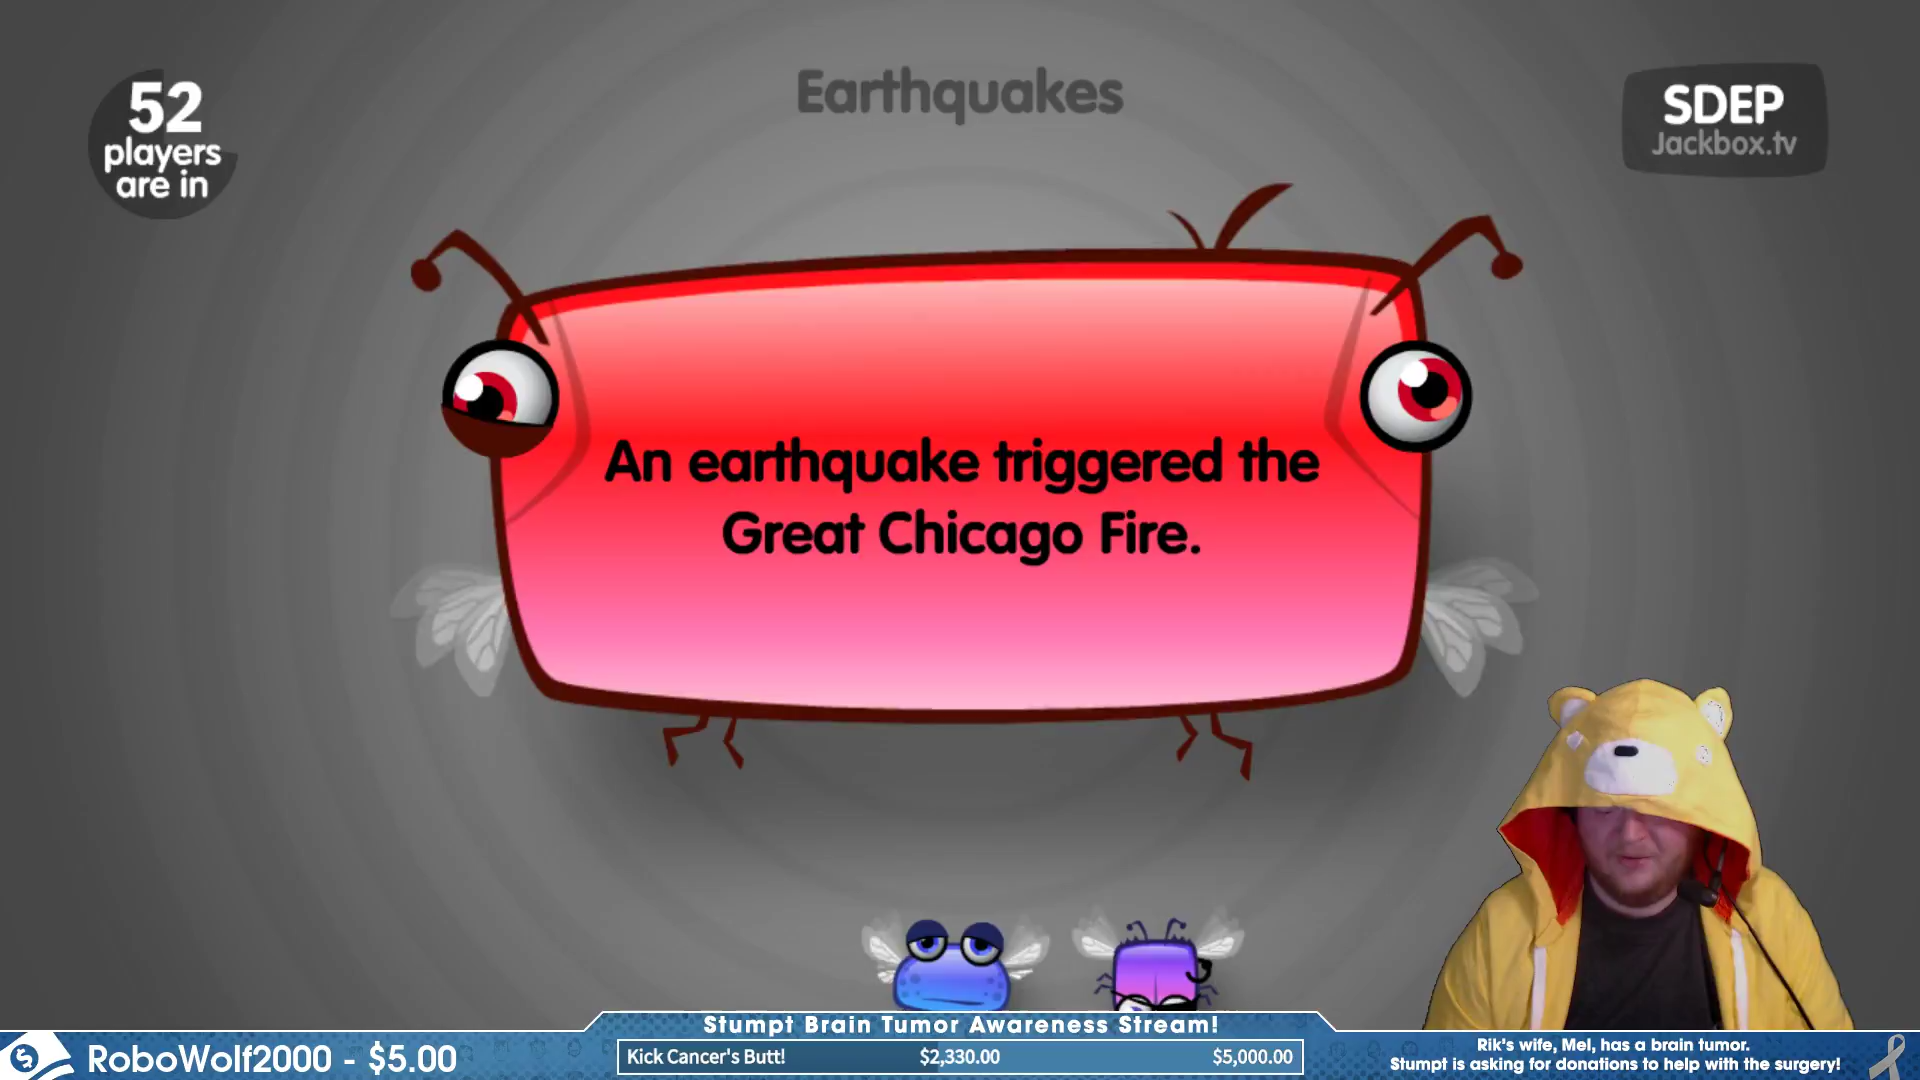 52
players
are in
Earthquakes
SDEP
Jackbox.tv
An earthquake triggered the
Great Chicago Fire.
Stumpt Brain Tumor Awareness Stream!
RoboWolf2000 - $5.00
Kick Cancer's Butt! $2,330.00 $5,000.00
Rik's wife, Mel, has a brain tumor.
Stumpt is asking for donations to help with the surgery!